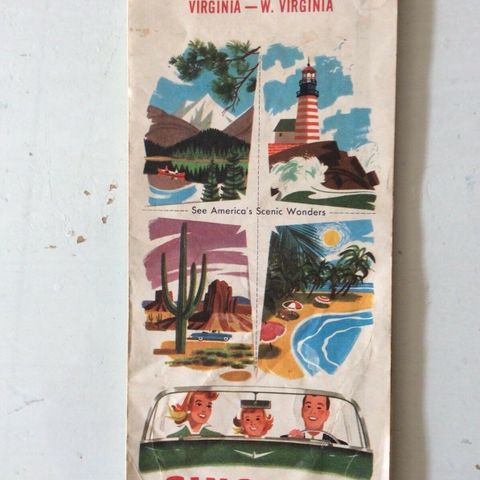 VIRGINIA — W. VIRGINIA
See America's Scenic Wonders